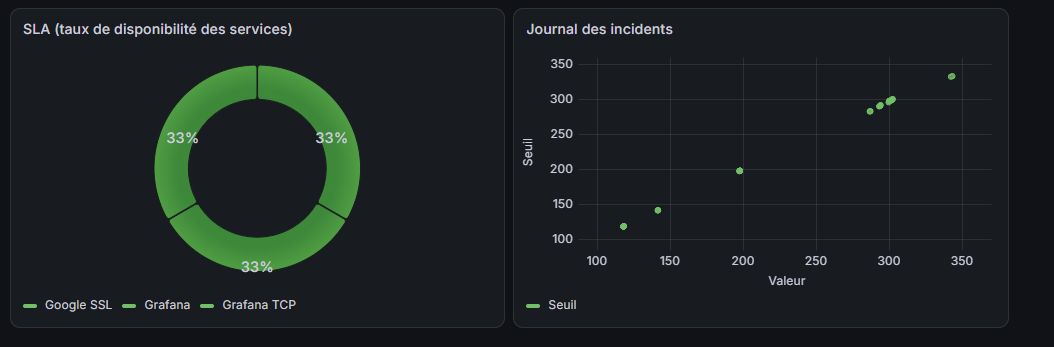 SLA (taux de disponibilité des services)
33%
33%
33%
Google SSL
Grafana
Grafana TCP
Journal des incidents
350
300
250
200
150
100
Seuil
100
150
200
250
300
350
Valeur
Seuil